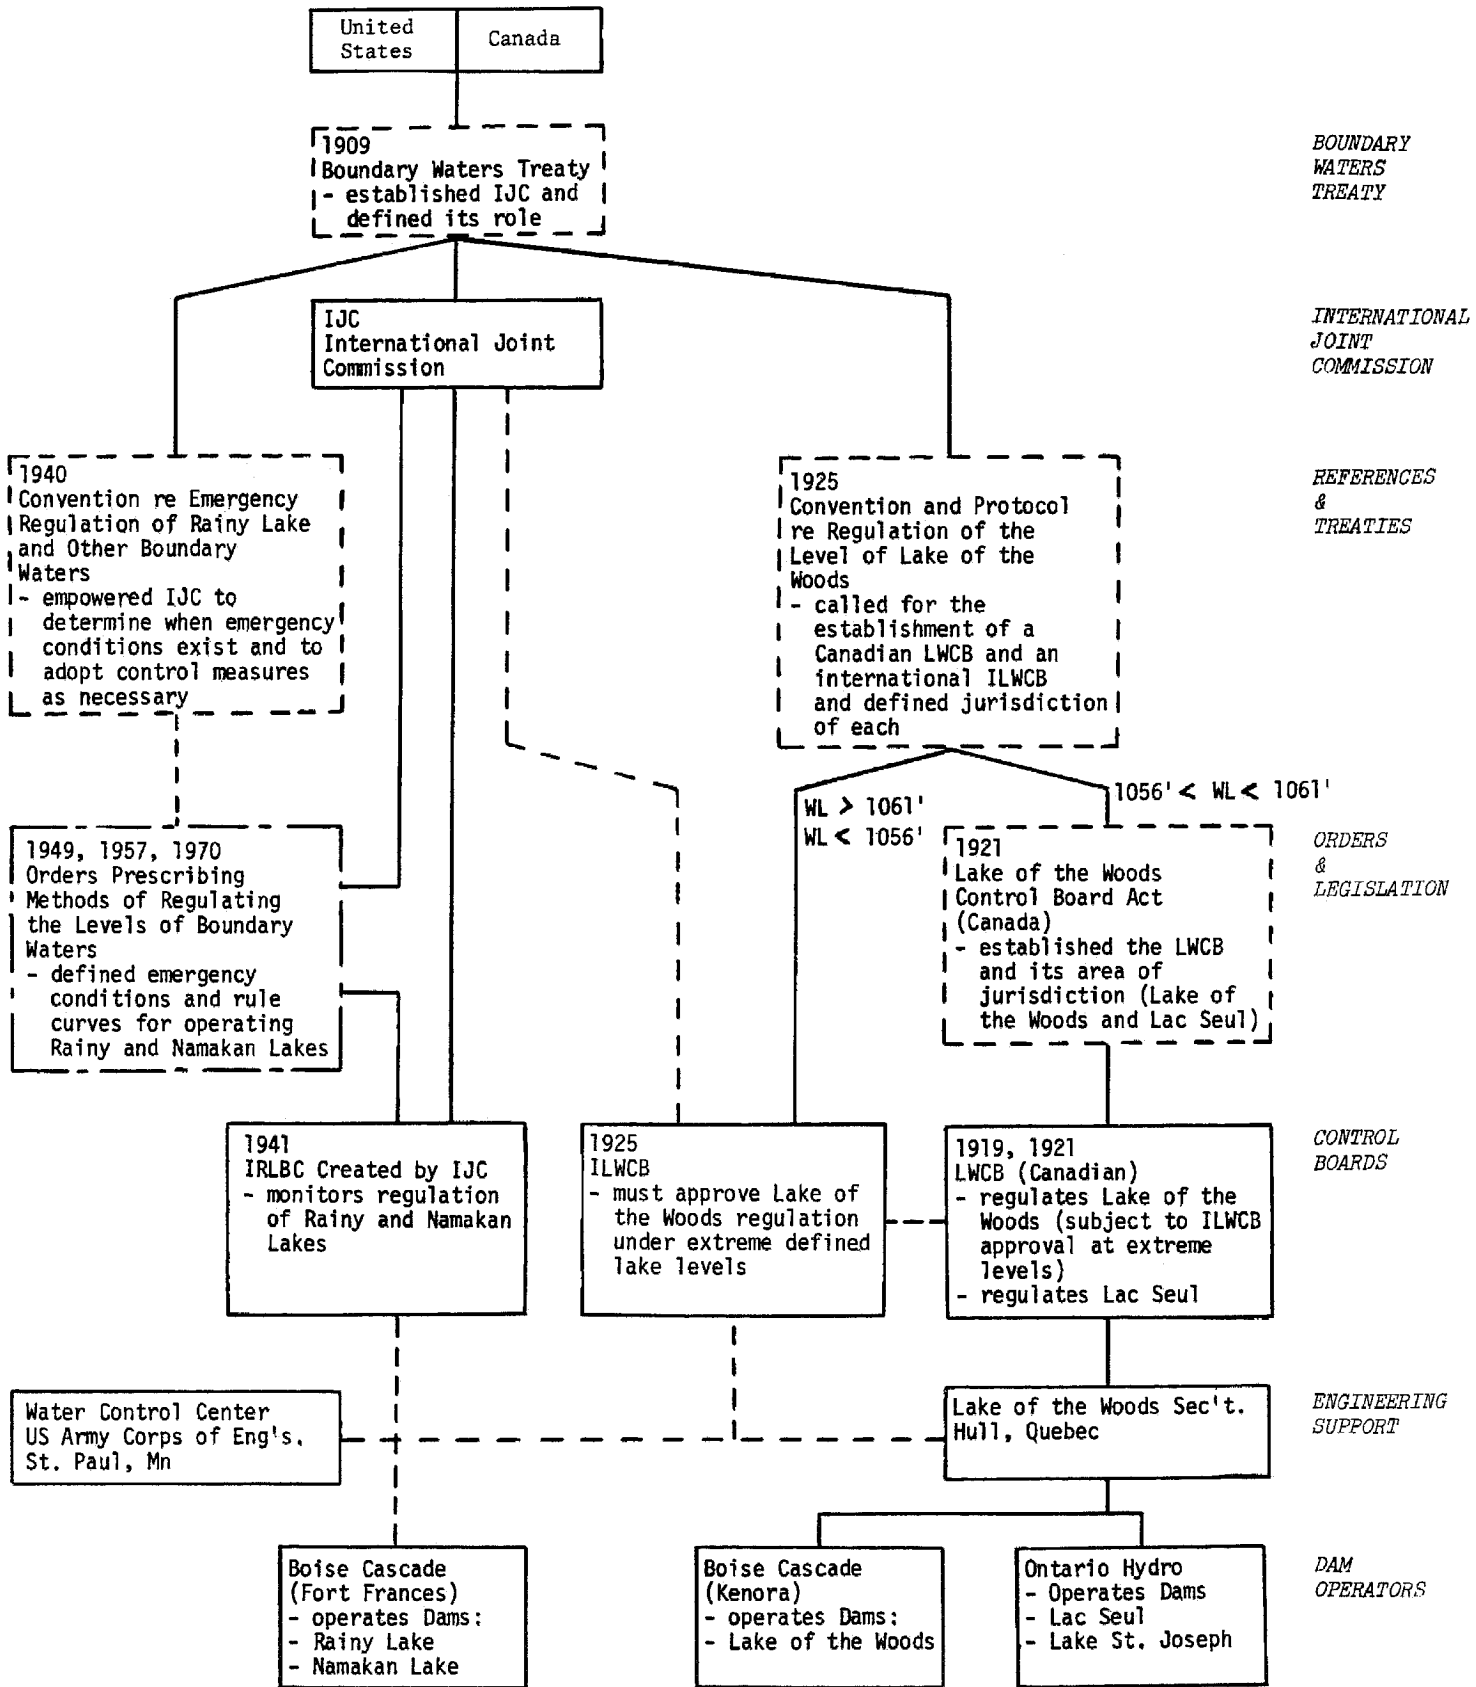 United
States
Canada
1909
Boundary Waters Treaty
- established IJC and
defined its role
BOUNDARY
WATERS
TREATY
IJC
International Joint
Commission
INTERNATIONAL
JOINT
COMMISSION
1940
Convention re Emergency
Regulation of Rainy Lake
and Other Boundary
Waters
- empowered IJC to
determine when emergency
conditions exist and to
adopt control measures
as necessary
1925
Convention and Protocol
re Regulation of the
Level of Lake of the
Woods
- called for the
establishment of a
Canadian LWCB and an
international ILWCB
and defined jurisdiction
of each
REFERENCES
&
TREATIES
WL > 1061'
WL < 1056'
1056' < WL < 1061'
1949, 1957, 1970
Orders Prescribing
Methods of Regulating
the Levels of Boundary
Waters
- defined emergency
conditions and rule
curves for operating
Rainy and Namakan Lakes
1921
Lake of the Woods
Control Board Act
(Canada)
- established the LWCB
and its area of
jurisdiction (Lake of
the Woods and Lac Seul)
ORDERS
&
LEGISLATION
1941
IRLBC Created by IJC
- monitors regulation
of Rainy and Namakan
Lakes
1925
ILWCB
- must approve Lake of
the Woods regulation
under extreme defined
lake levels
1919, 1921
LWCB (Canadian)
- regulates Lake of the
Woods (subject to ILWCB
approval at extreme
levels)
- regulates Lac Seul
CONTROL
BOARDS
Water Control Center
US Army Corps of Eng's.
St. Paul, Mn
Lake of the Woods Sec't.
Hull, Quebec
ENGINEERING
SUPPORT
Boise Cascade
(Fort Frances)
- operates Dams:
- Rainy Lake
- Namakan Lake
Boise Cascade
(Kenora)
- operates Dams:
- Lake of the Woods
Ontario Hydro
- Operates Dams
- Lac Seul
- Lake St. Joseph
DAM
OPERATORS